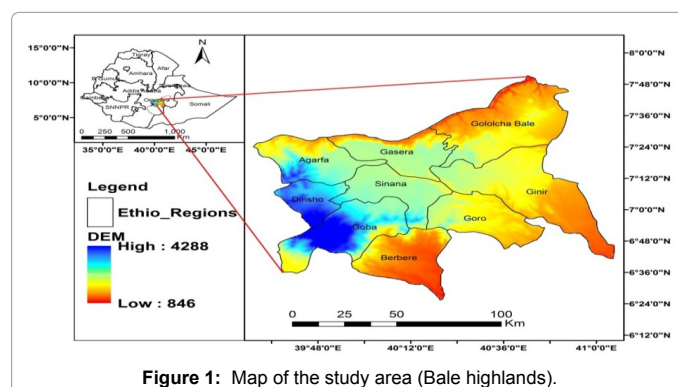 15°0'0"N
10°0'0"N
5°0'0"N
N
Tigray
Afar
Amhara
Addis Ababa
SNNPR
Somali
0 250 500 1,000
Km
35°0'0"E 40°0'0"E 45°0'0"E
Legend
Ethio_Regions
DEM
High : 4288
Low : 846
Gololcha Bale
Gasera
Agarfa
Sinana
Ginir
Dinsho
Goro
Goba
Berbere
0 25 50 100
Km
8°0'0"N
7°48'0"N
7°36'0"N
7°24'0"N
7°12'0"N
7°0'0"N
6°48'0"N
6°36'0"N
6°24'0"N
6°12'0"N
39°48'0"E 40°12'0"E 40°36'0"E 41°0'0"E
Figure 1: Map of the study area (Bale highlands).